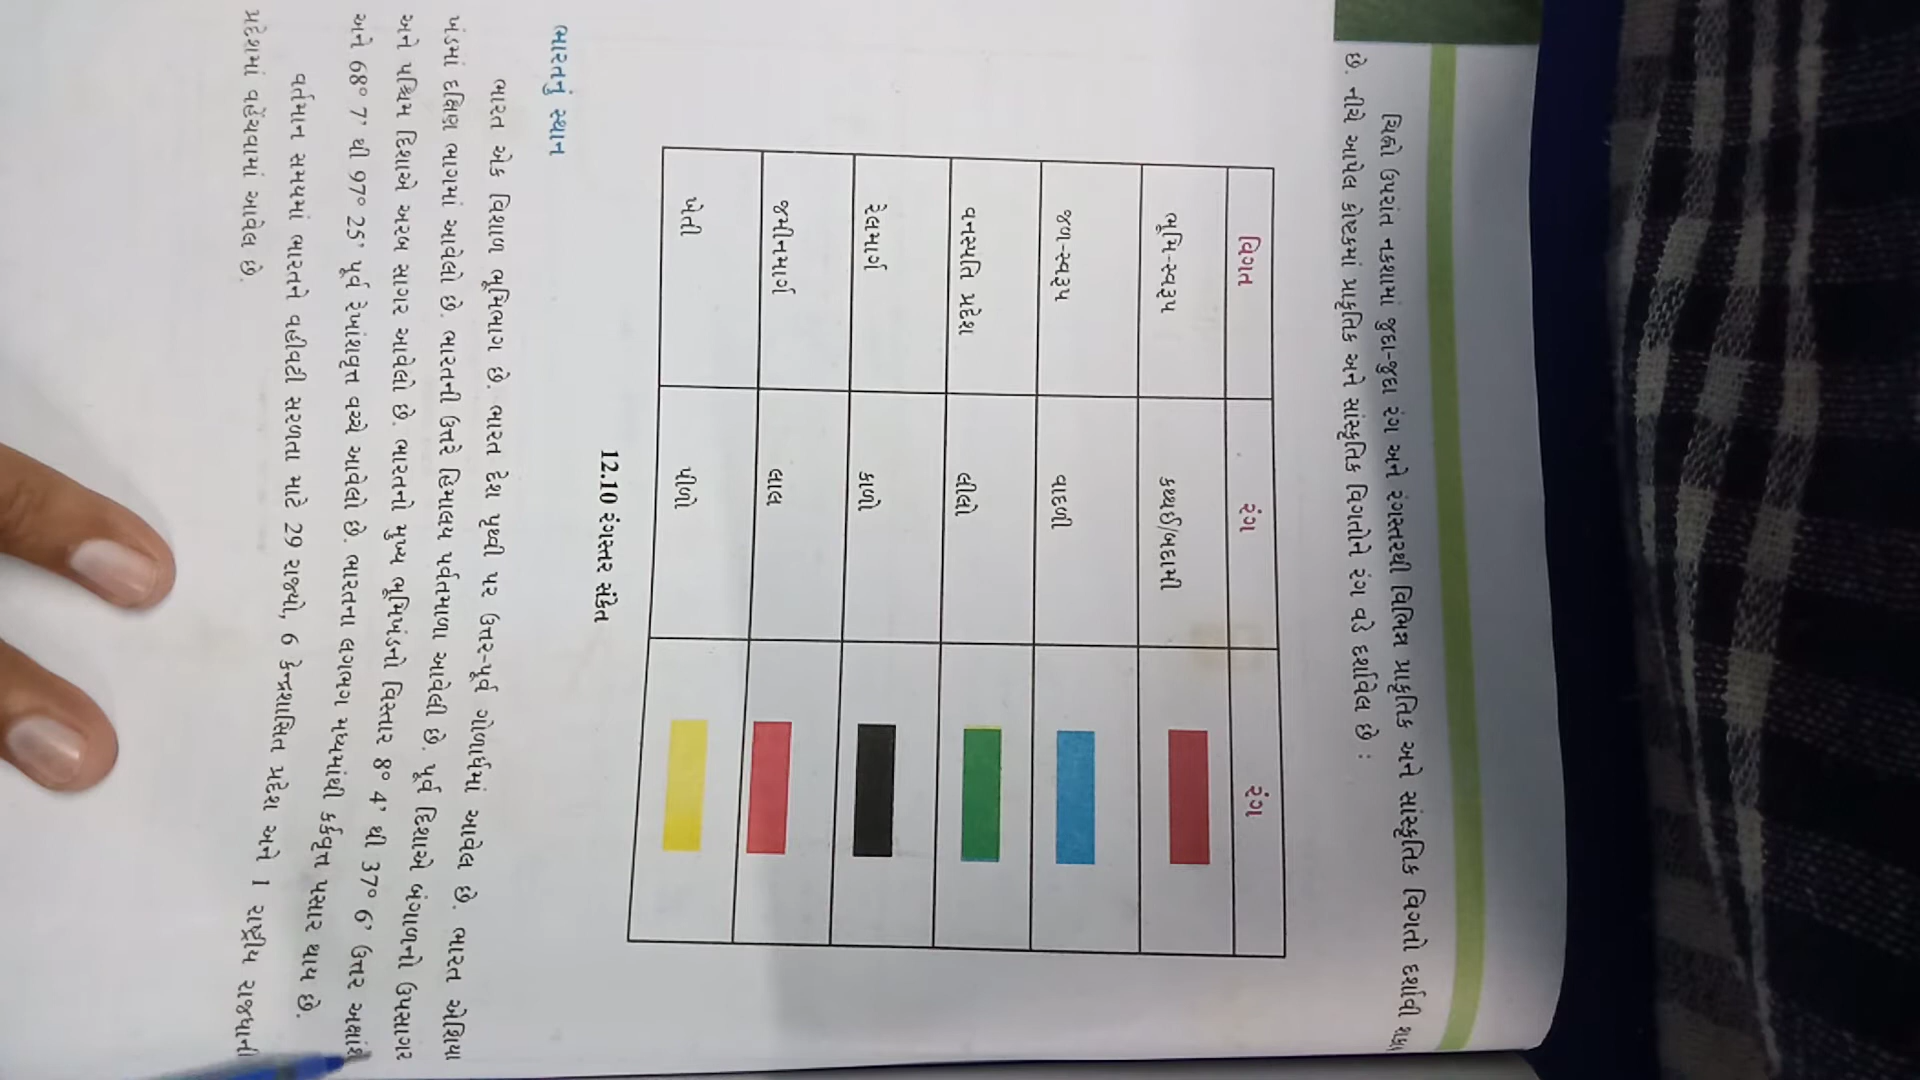 ચિહ્નો ઉપરાંત નકશામાં જુદા-જુદા રંગ અને રંગસ્તરથી વિભિન્ન પ્રાકૃતિક અને સાંસ્કૃતિક વિગતો દર્શાવી
છે. નીચે આપેલ કોષ્ટકમાં પ્રાકૃતિક અને સાંસ્કૃતિક વિગતોને રંગ વડે દર્શાવેલ છે :
વિગત રંગ રંગ
ભૂમિ-સ્વરૂપ કથ્થઈ/બદામી
જળ-સ્વરૂપ વાદળી
વનસ્પતિ પ્રદેશ લીલો
રેલમાર્ગ કાળો
જમીનમાર્ગ લાલ
ખેતી પીળો
12.10 રંગસ્તર સંકેત
ભારતનું સ્થાન
ભારત એક વિશાળ ભૂમિભાગ છે. ભારત દેશ પૃથ્વી પર ઉત્તર-પૂર્વ ગોળાર્ધમાં આવેલ છે. ભારત એશિયા
ખંડમાં દક્ષિણ ભાગમાં આવેલો છે. ભારતની ઉત્તરે હિમાલય પર્વતમાળા આવેલી છે. પૂર્વ દિશાએ બંગાળનો ઉપસાગર
અને પશ્ચિમ દિશાએ અરબ સાગર આવેલો છે. ભારતનો મુખ્ય ભૂમિખંડનો વિસ્તાર 8° 4' થી 37° 6' ઉત્તર અક્ષાંશ
અને 68° 7' થી 97° 25' પૂર્વ રેખાંશવૃત્ત વચ્ચે આવેલો છે. ભારતના લગભગ મધ્યમાંથી કર્કવૃત્ત પસાર થાય છે.
વર્તમાન સમયમાં ભારતને વહીવટી સરળતા માટે 29 રાજ્યો, 6 કેન્દ્રશાસિત પ્રદેશ અને 1 રાષ્ટ્રીય રાજધાની
પ્રદેશમાં વહેંચવામાં આવેલ છે.